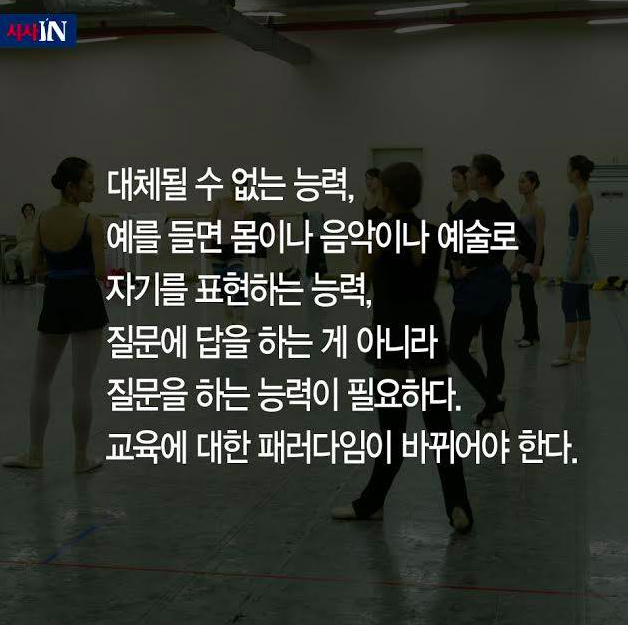 시사IN
대체될 수 없는 능력,
예를 들면 몸이나 음악이나 예술로
자기를 표현하는 능력,
질문에 답을 하는 게 아니라
질문을 하는 능력이 필요하다.
교육에 대한 패러다임이 바뀌어야 한다.